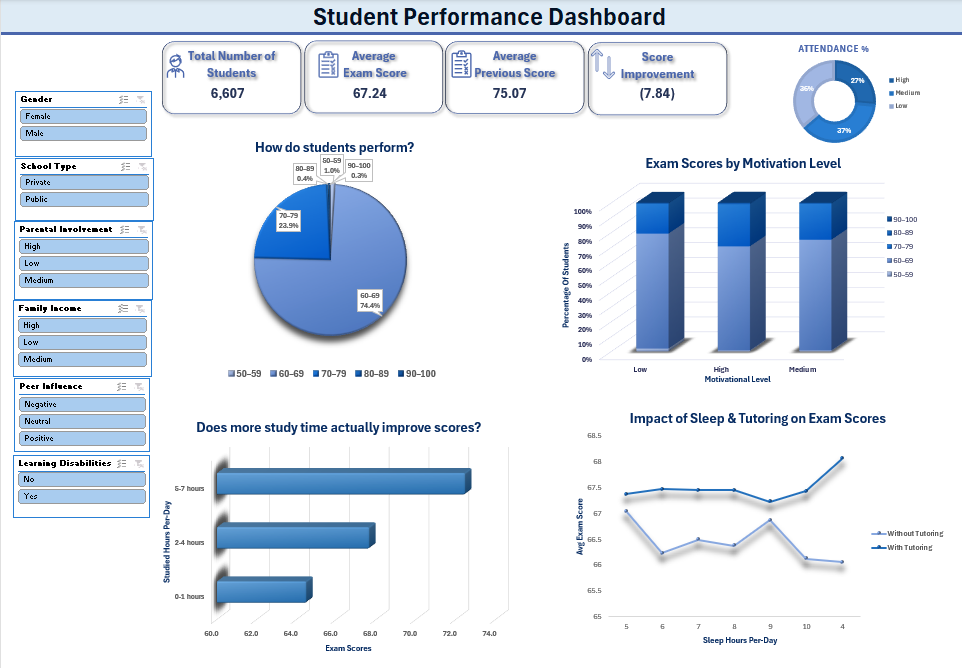 Student Performance Dashboard
Total Number of
Students
6,607
Average
Exam Score
67.24
Average
Previous Score
75.07
Score
Improvement
(7.84)
ATTENDANCE %
27%
37%
36%
High
Medium
Low
Gender
Female
Male
School Type
Private
Public
Parental Involvement
High
Low
Medium
Family Income
High
Low
Medium
Peer Influence
Negative
Neutral
Positive
Learning Disabilities
No
Yes
How do students perform?
80–89
0.4%
50–59
1.0%
90–100
0.3%
70–79
23.9%
60–69
74.4%
50–59
60–69
70–79
80–89
90–100
Exam Scores by Motivation Level
Percentage Of Students
100%
90%
80%
70%
60%
50%
40%
30%
20%
10%
0%
Low
High
Medium
Motivational Level
90–100
80–89
70–79
60–69
50–59
Does more study time actually improve scores?
Studied Hours Per-Day
5-7 hours
2-4 hours
0-1 hours
60.0
62.0
64.0
66.0
68.0
70.0
72.0
74.0
Exam Scores
Impact of Sleep & Tutoring on Exam Scores
Avg Exam Score
68.5
68
67.5
67
66.5
66
65.5
65
5
6
7
8
9
10
4
Sleep Hours Per-Day
Without Tutoring
With Tutoring